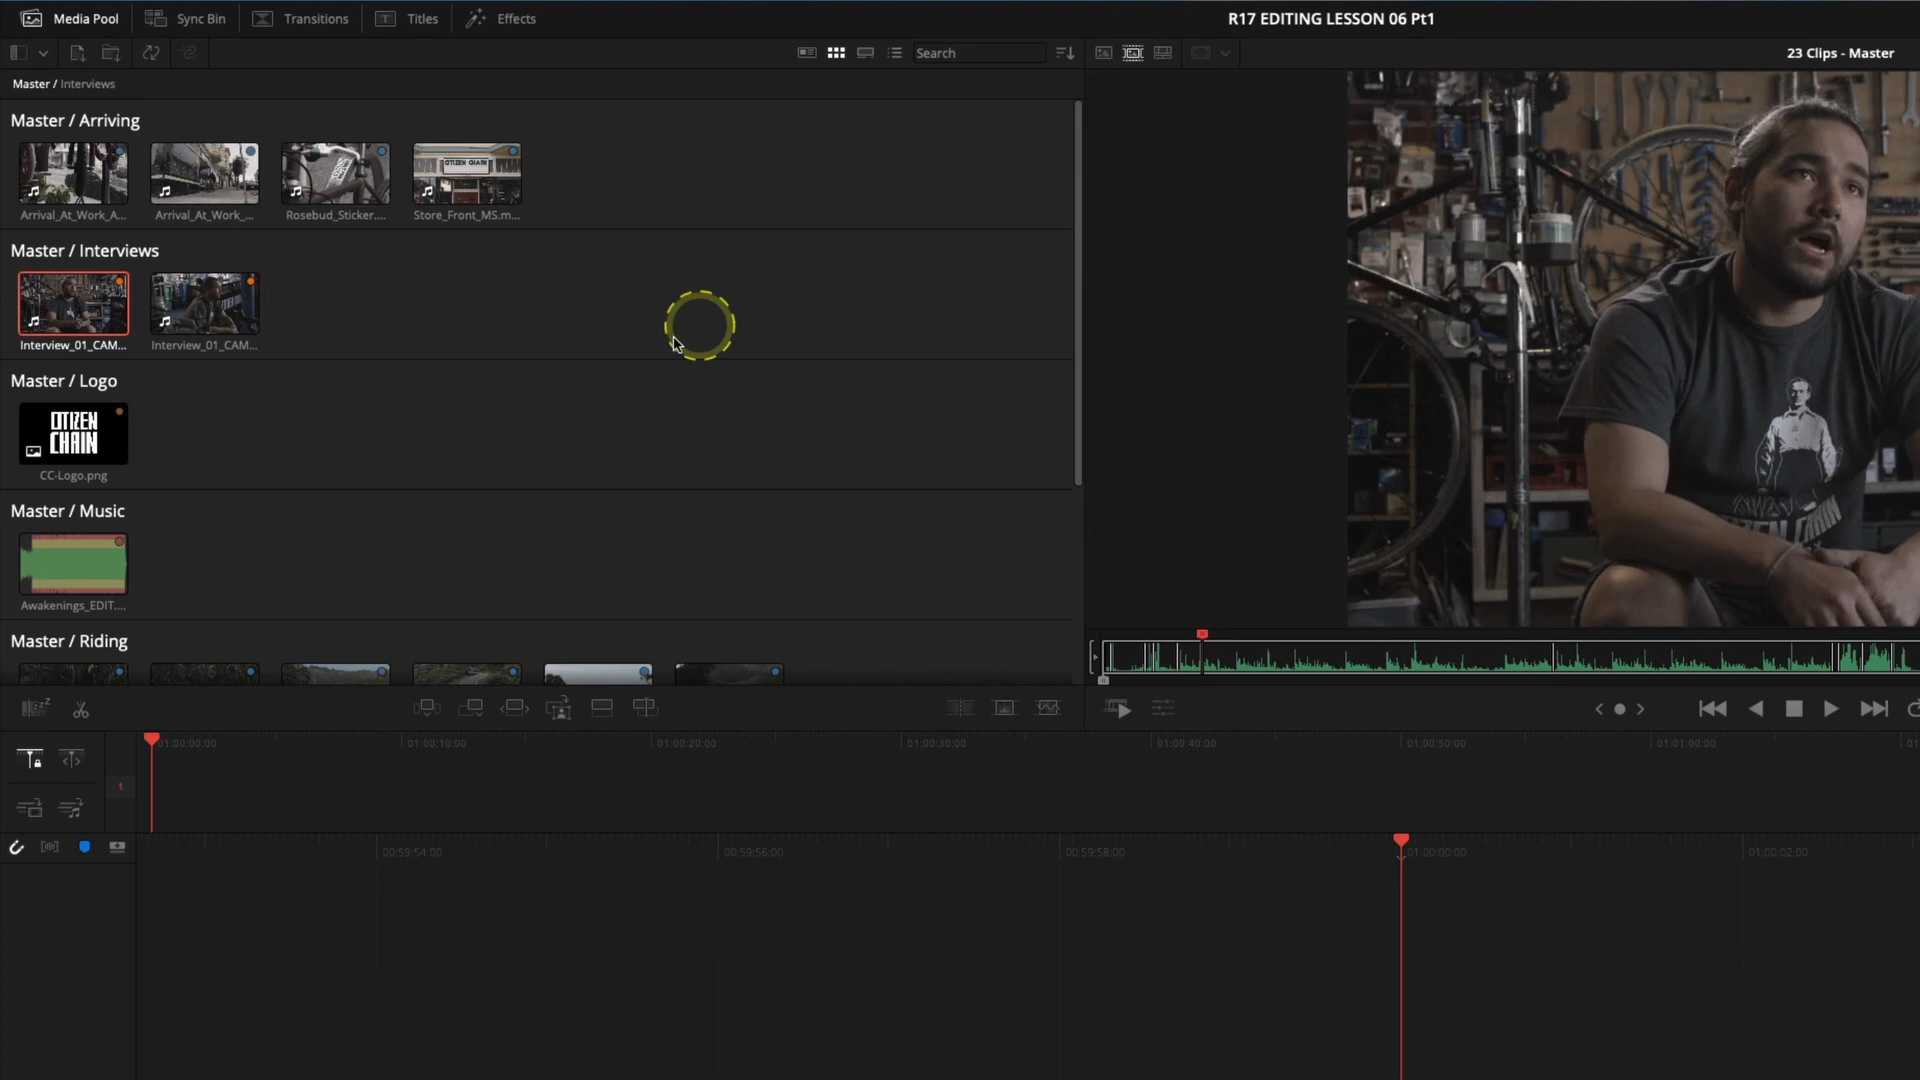 Media Pool Sync Bin Transitions Titles Effects R17 EDITING LESSON 06 Pt1
Search 23 Clips - Master
Master / Interviews
Master / Arriving
CITIZEN CHAIN
Arrival_At_Work_A... Arrival_At_Work_... Rosebud_Sticker.... Store_Front_MS.m...
Master / Interviews
Interview_01_CAM... Interview_01_CAM...
Master / Logo
CITIZEN
CHAIN
CC-Logo.png
Master / Music
Awakenings_EDIT....
Master / Riding
01:00:00:00 01:00:10:00 01:00:20:00 01:00:30:00 01:00:40:00 01:00:50:00 01:01:00:00 01:
1
00:59:54:00 00:59:56:00 00:59:58:00 01:00:00:00 01:00:02:00